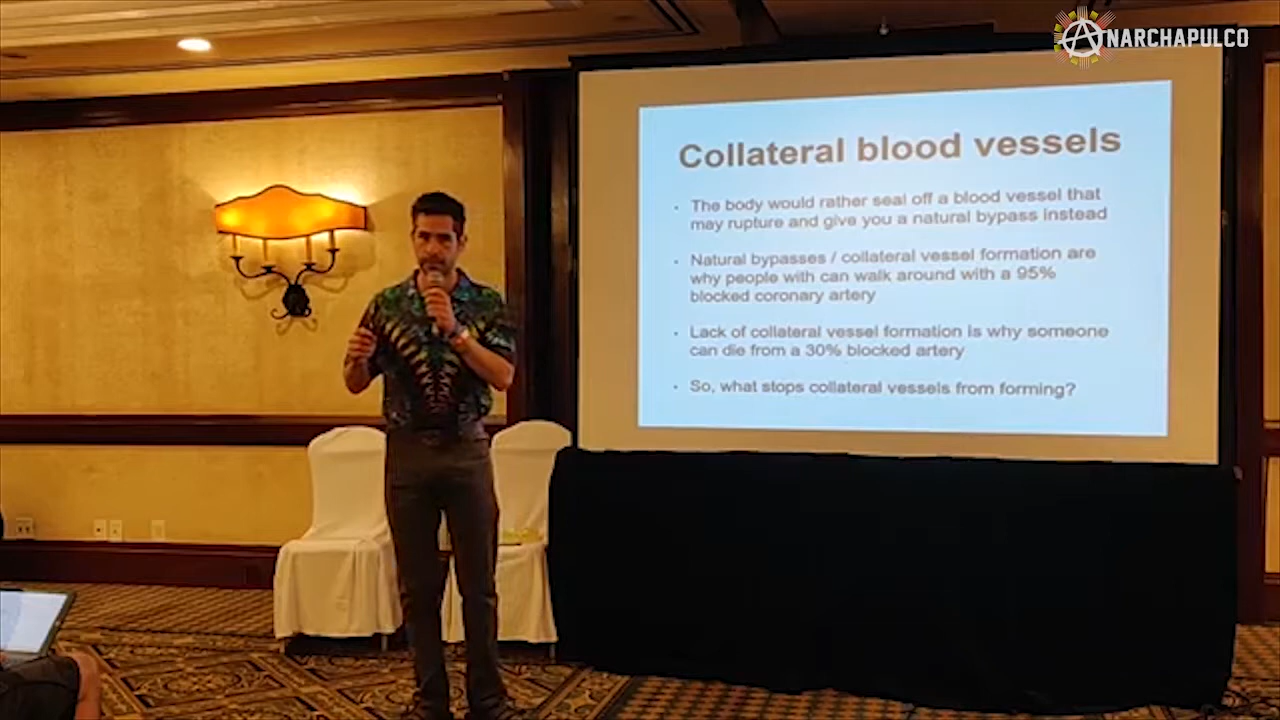 ANARCHAPULCO
Collateral blood vessels
· The body would rather seal off a blood vessel that
may rupture and give you a natural bypass instead
· Natural bypasses / collateral vessel formation are
why people with can walk around with a 95%
blocked coronary artery
· Lack of collateral vessel formation is why someone
can die from a 30% blocked artery
· So, what stops collateral vessels from forming?